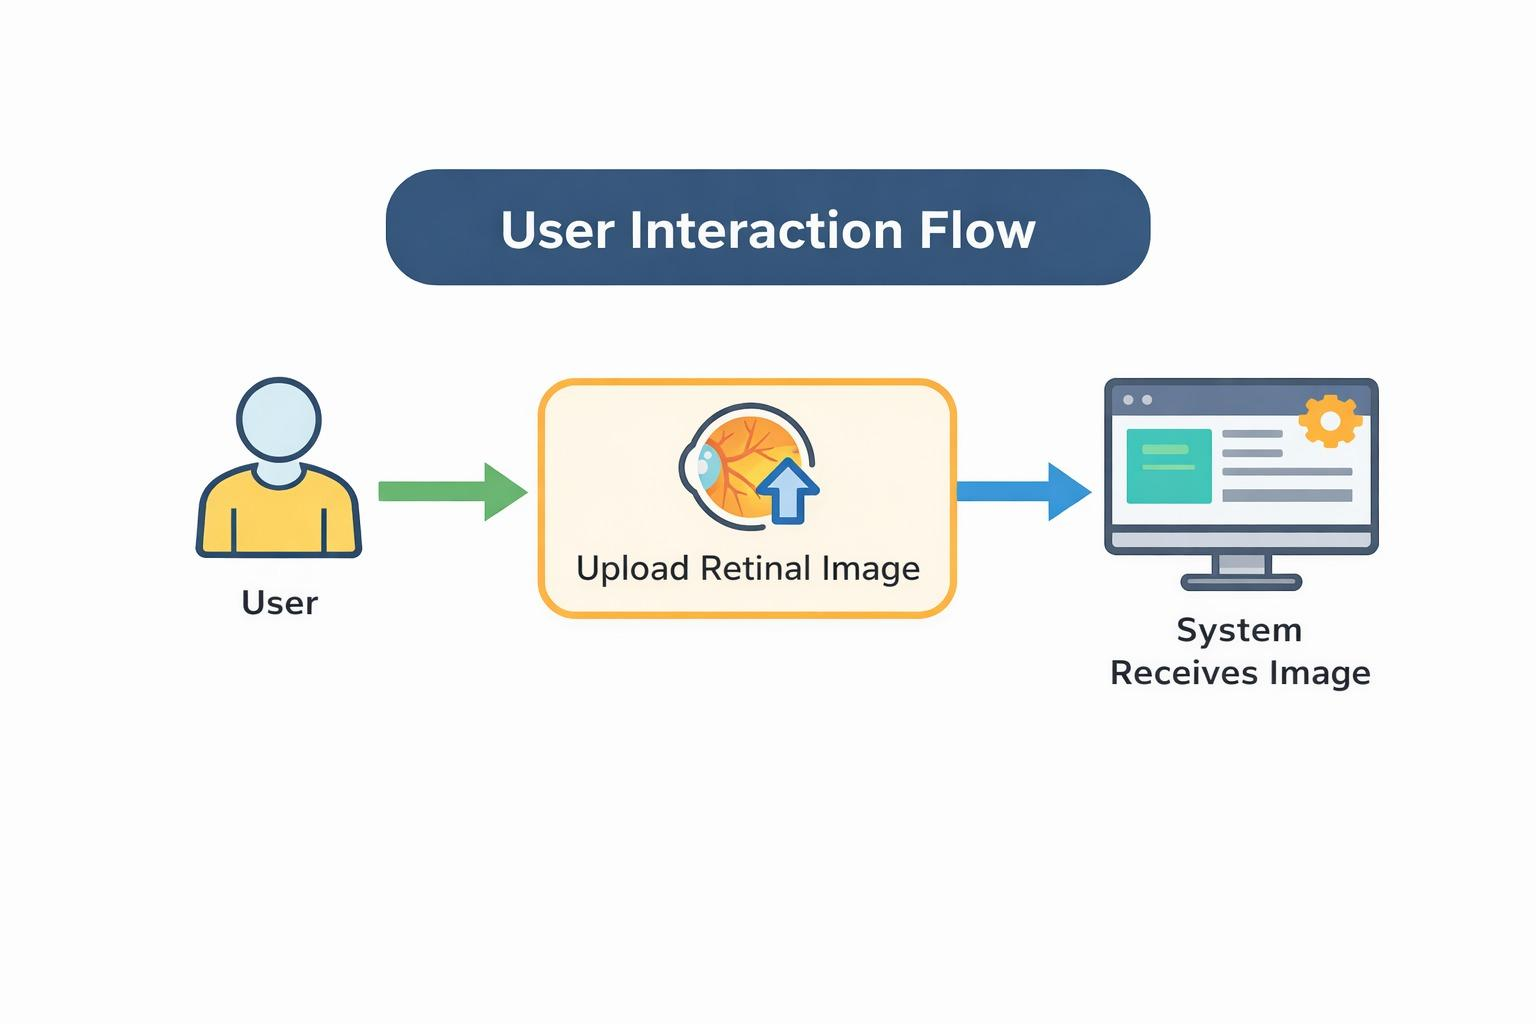 User Interaction Flow
User
Upload Retinal Image
System
Receives Image